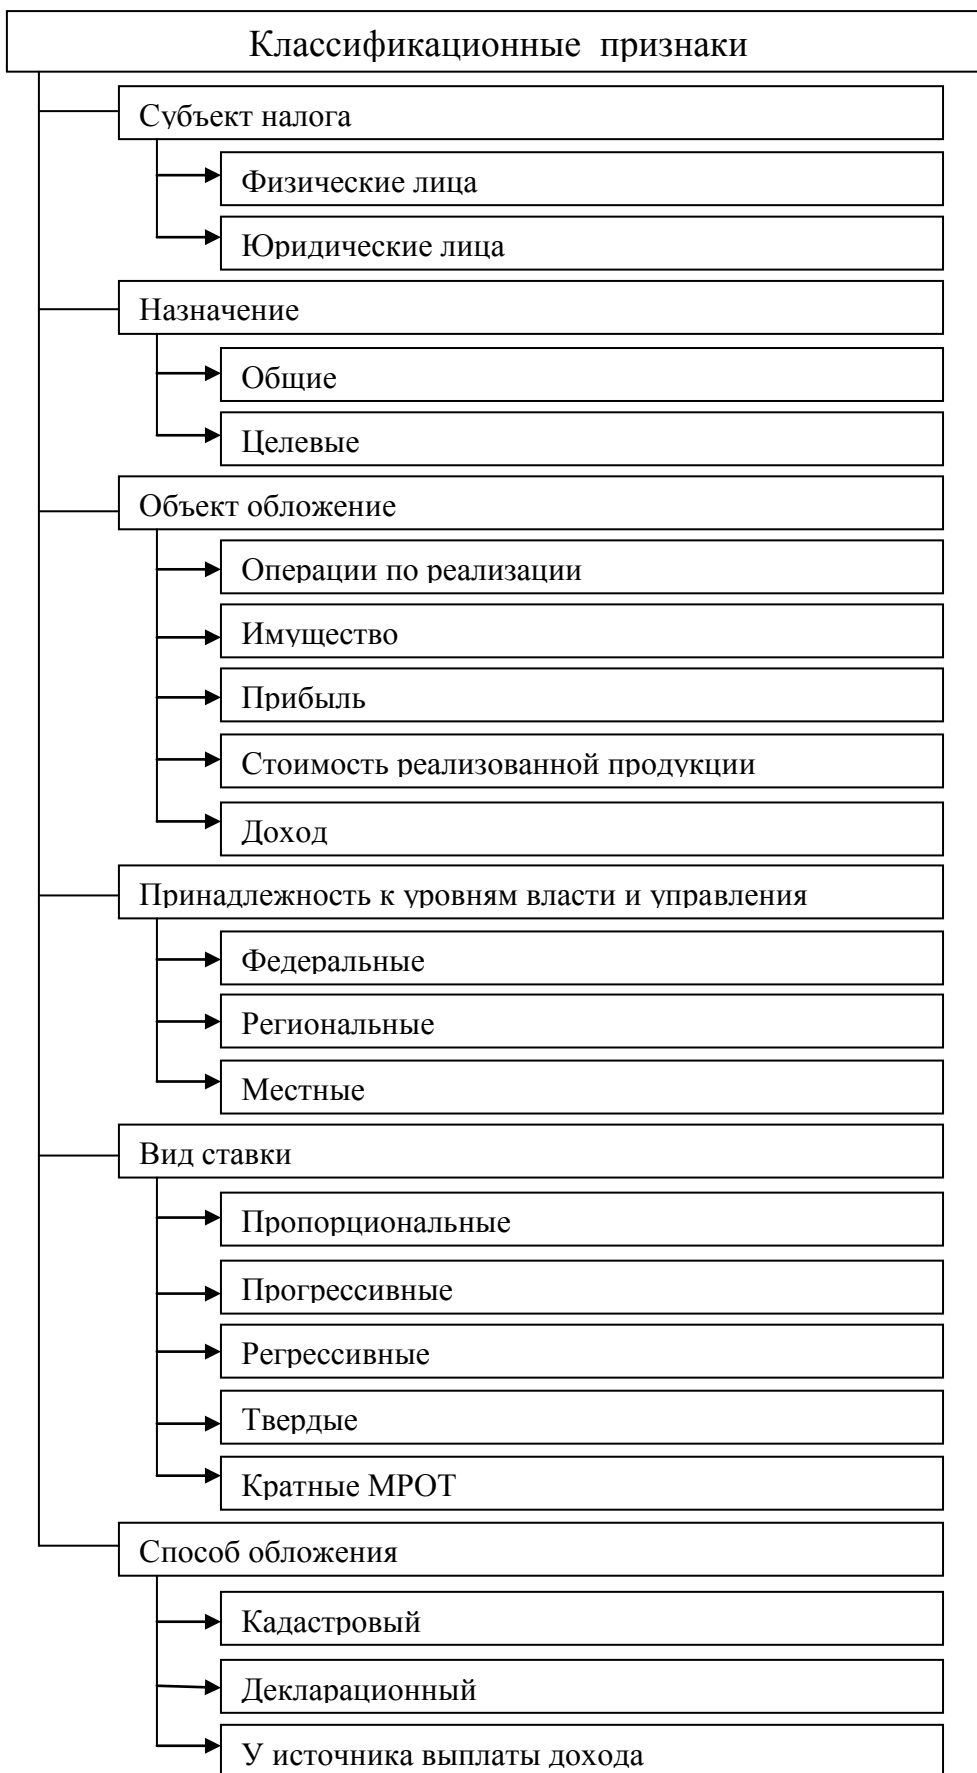 Классификационные признаки
Субъект налога
Физические лица
Юридические лица
Назначение
Общие
Целевые
Объект обложение
Операции по реализации
Имущество
Прибыль
Стоимость реализованной продукции
Доход
Принадлежность к уровням власти и управления
Федеральные
Региональные
Местные
Вид ставки
Пропорциональные
Прогрессивные
Регрессивные
Твердые
Кратные МРОТ
Способ обложения
Кадастровый
Декларационный
У источника выплаты дохода